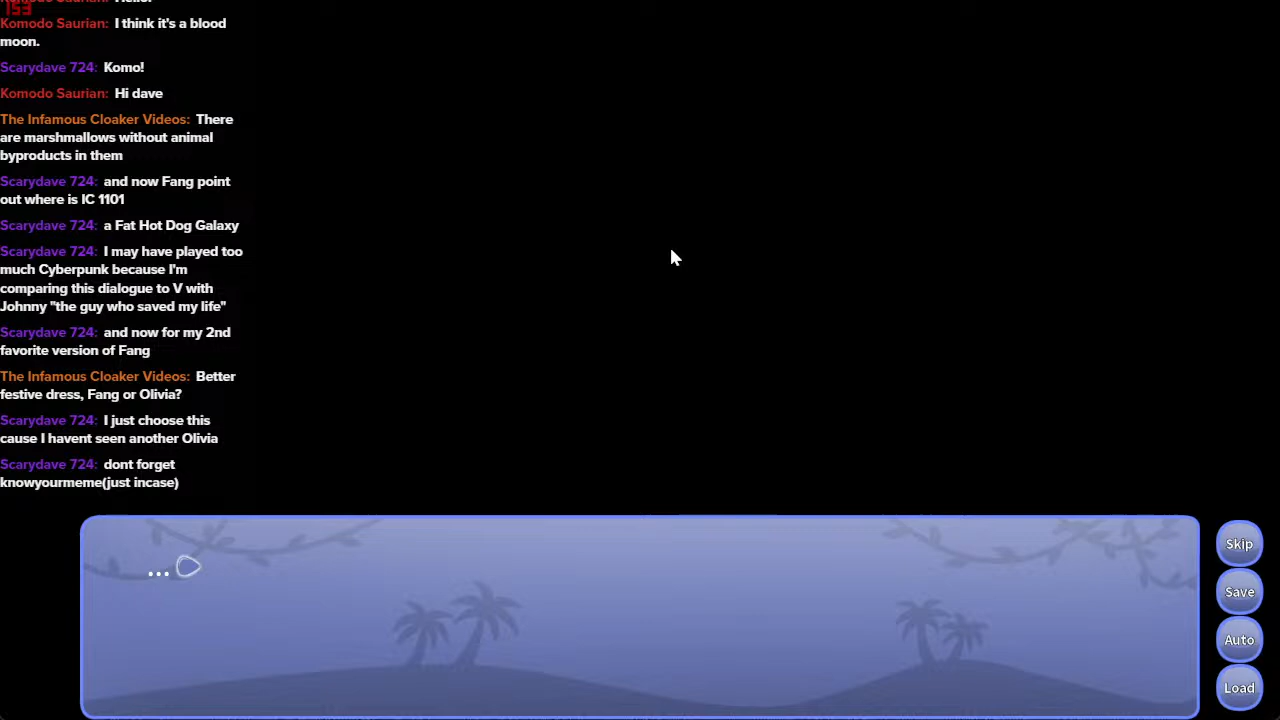 153
Komodo Saurian: I think it's a blood
moon.
Scarydave 724: Komo!
Komodo Saurian: Hi dave
The Infamous Cloaker Videos: There
are marshmallows without animal
byproducts in them
Scarydave 724: and now Fang point
out where is IC 1101
Scarydave 724: a Fat Hot Dog Galaxy
Scarydave 724: I may have played too
much Cyberpunk because I'm
comparing this dialogue to V with
Johnny "the guy who saved my life"
Scarydave 724: and now for my 2nd
favorite version of Fang
The Infamous Cloaker Videos: Better
festive dress, Fang or Olivia?
Scarydave 724: I just choose this
cause I havent seen another Olivia
Scarydave 724: dont forget
knowyourmeme(just incase)
...
Skip
Save
Auto
Load